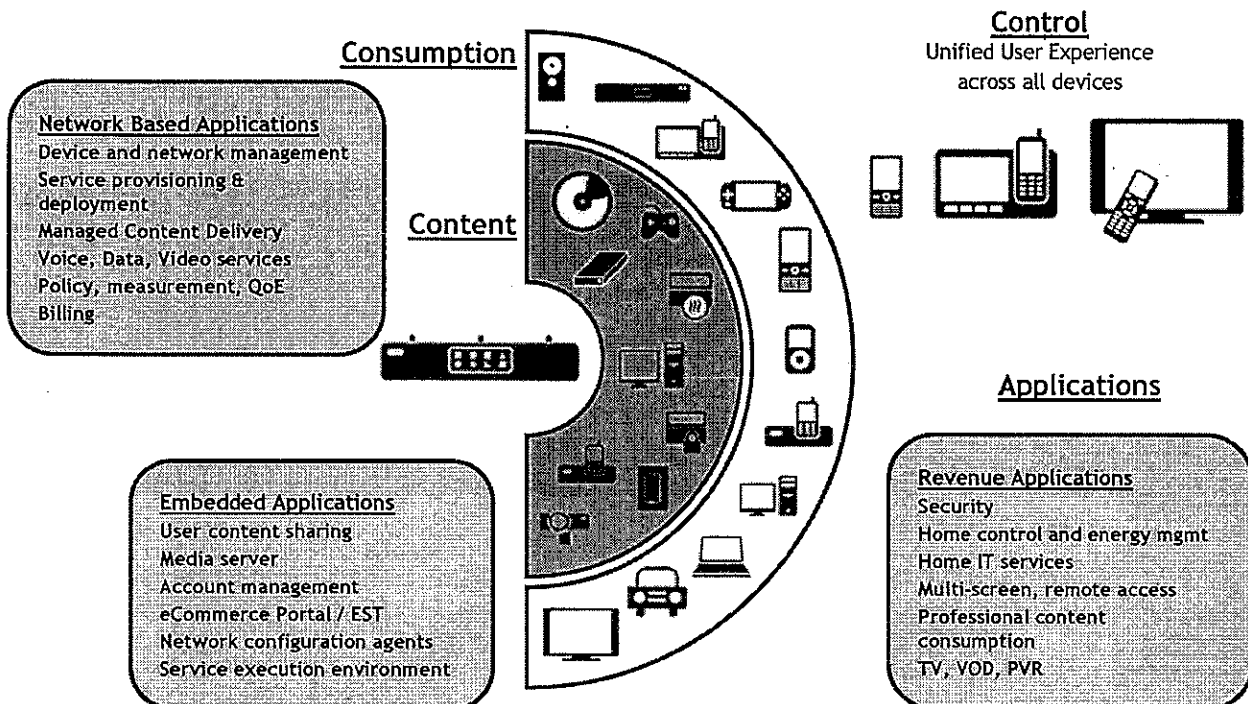 Consumption
Network Based Applications
Device and network management
Service provisioning &
deployment
Managed Content Delivery
Voice, Data, Video services
Policy, measurement, QoE
Billing
Content
Embedded Applications
User content sharing
Media server
Account management
eCommerce Portal / EST
Network configuration agents
Service execution environment
Control
Unified User Experience
across all devices
Applications
Revenue Applications
Security
Home control and energy mgmt
Home IT services
Multi-screen, remote access
Professional content
consumption
TV, VOD, PVR